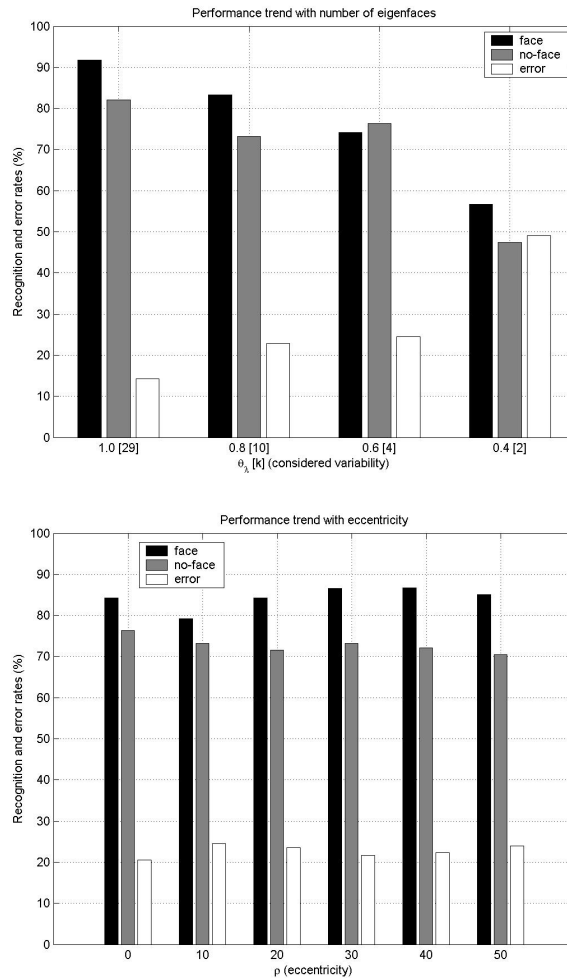 Performance trend with number of eigenfaces
face
no-face
error
100
90
80
70
60
50
40
30
20
10
0
Recognition and error rates (%)
1.0 [29] 0.8 [10] 0.6 [4] 0.4 [2]
θλ [k] (considered variability)
Performance trend with eccentricity
face
no-face
error
100
90
80
70
60
50
40
30
20
10
0
Recognition and error rates (%)
0 10 20 30 40 50
ρ (eccentricity)